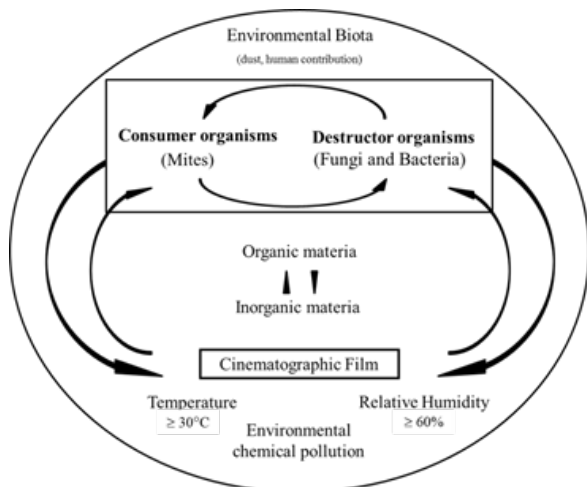 Environmental Biota
(dust, human contribution)
Consumer organisms
(Mites)
Destructor organisms
(Fungi and Bacteria)
Organic materia
Inorganic materia
Cinematographic Film
Temperature
≥ 30°C
Relative Humidity
≥ 60%
Environmental
chemical pollution